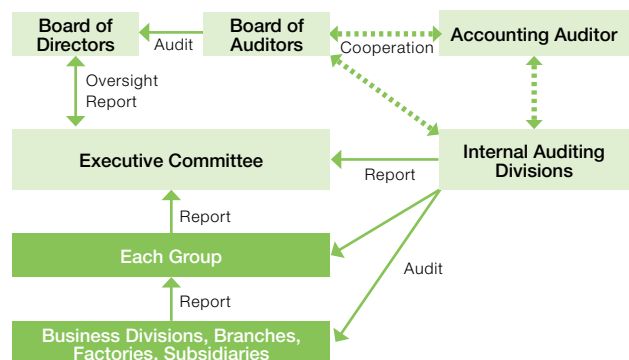 Board of
Directors
Audit
Board of
Auditors
Cooperation
Accounting Auditor
Oversight
Report
Executive Committee
Report
Internal Auditing
Divisions
Report
Each Group
Audit
Report
Business Divisions, Branches,
Factories, Subsidiaries